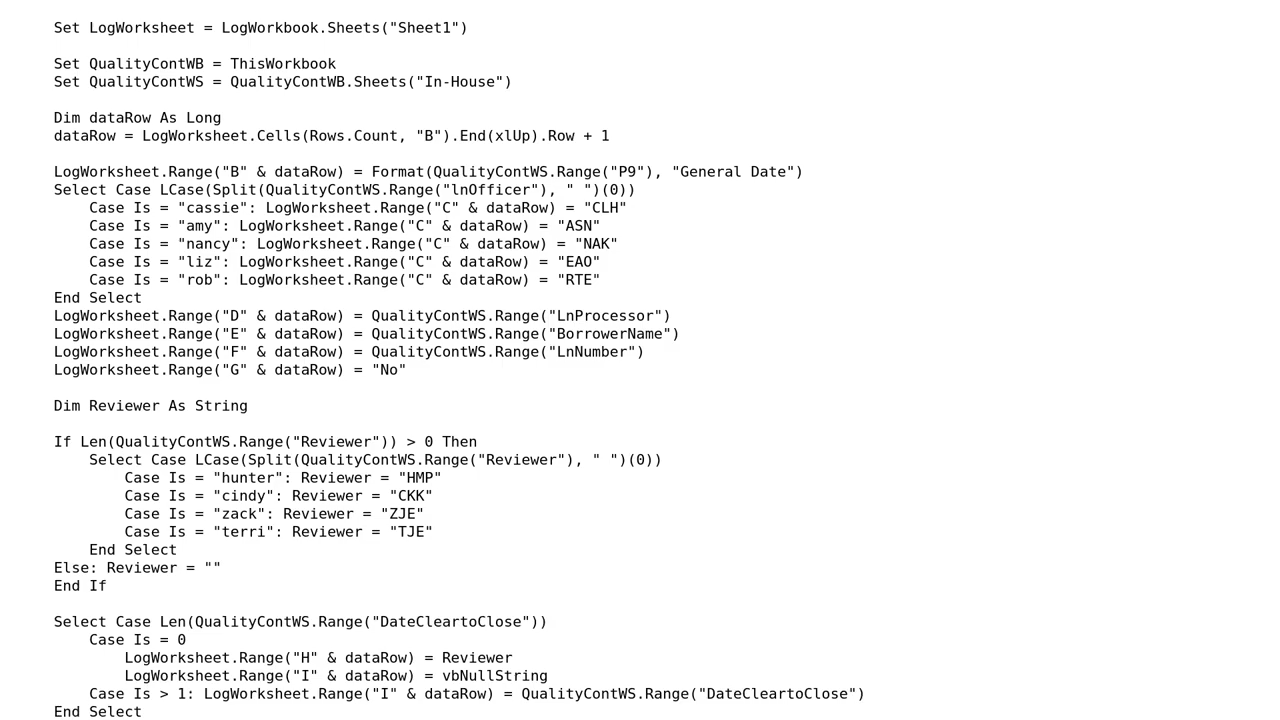 Set LogWorksheet = LogWorkbook.Sheets("Sheet1")
Set QualityContWB = ThisWorkbook
Set QualityContWS = QualityContWB.Sheets("In-House")
Dim dataRow As Long
dataRow = LogWorksheet.Cells(Rows.Count, "B").End(xlUp).Row + 1
LogWorksheet.Range("B" & dataRow) = Format(QualityContWS.Range("P9"), "General Date")
Select Case LCase(Split(QualityContWS.Range("lnOfficer"), " ")(0))
    Case Is = "cassie": LogWorksheet.Range("C" & dataRow) = "CLH"
    Case Is = "amy": LogWorksheet.Range("C" & dataRow) = "ASN"
    Case Is = "nancy": LogWorksheet.Range("C" & dataRow) = "NAK"
    Case Is = "liz": LogWorksheet.Range("C" & dataRow) = "EAO"
    Case Is = "rob": LogWorksheet.Range("C" & dataRow) = "RTE"
End Select
LogWorksheet.Range("D" & dataRow) = QualityContWS.Range("LnProcessor")
LogWorksheet.Range("E" & dataRow) = QualityContWS.Range("BorrowerName")
LogWorksheet.Range("F" & dataRow) = QualityContWS.Range("LnNumber")
LogWorksheet.Range("G" & dataRow) = "No"
Dim Reviewer As String
If Len(QualityContWS.Range("Reviewer")) > 0 Then
    Select Case LCase(Split(QualityContWS.Range("Reviewer"), " ")(0))
        Case Is = "hunter": Reviewer = "HMP"
        Case Is = "cindy": Reviewer = "CKK"
        Case Is = "zack": Reviewer = "ZJE"
        Case Is = "terri": Reviewer = "TJE"
    End Select
Else: Reviewer = ""
End If
Select Case Len(QualityContWS.Range("DateCleartoClose"))
    Case Is = 0
        LogWorksheet.Range("H" & dataRow) = Reviewer
        LogWorksheet.Range("I" & dataRow) = vbNullString
    Case Is > 1: LogWorksheet.Range("I" & dataRow) = QualityContWS.Range("DateCleartoClose")
End Select